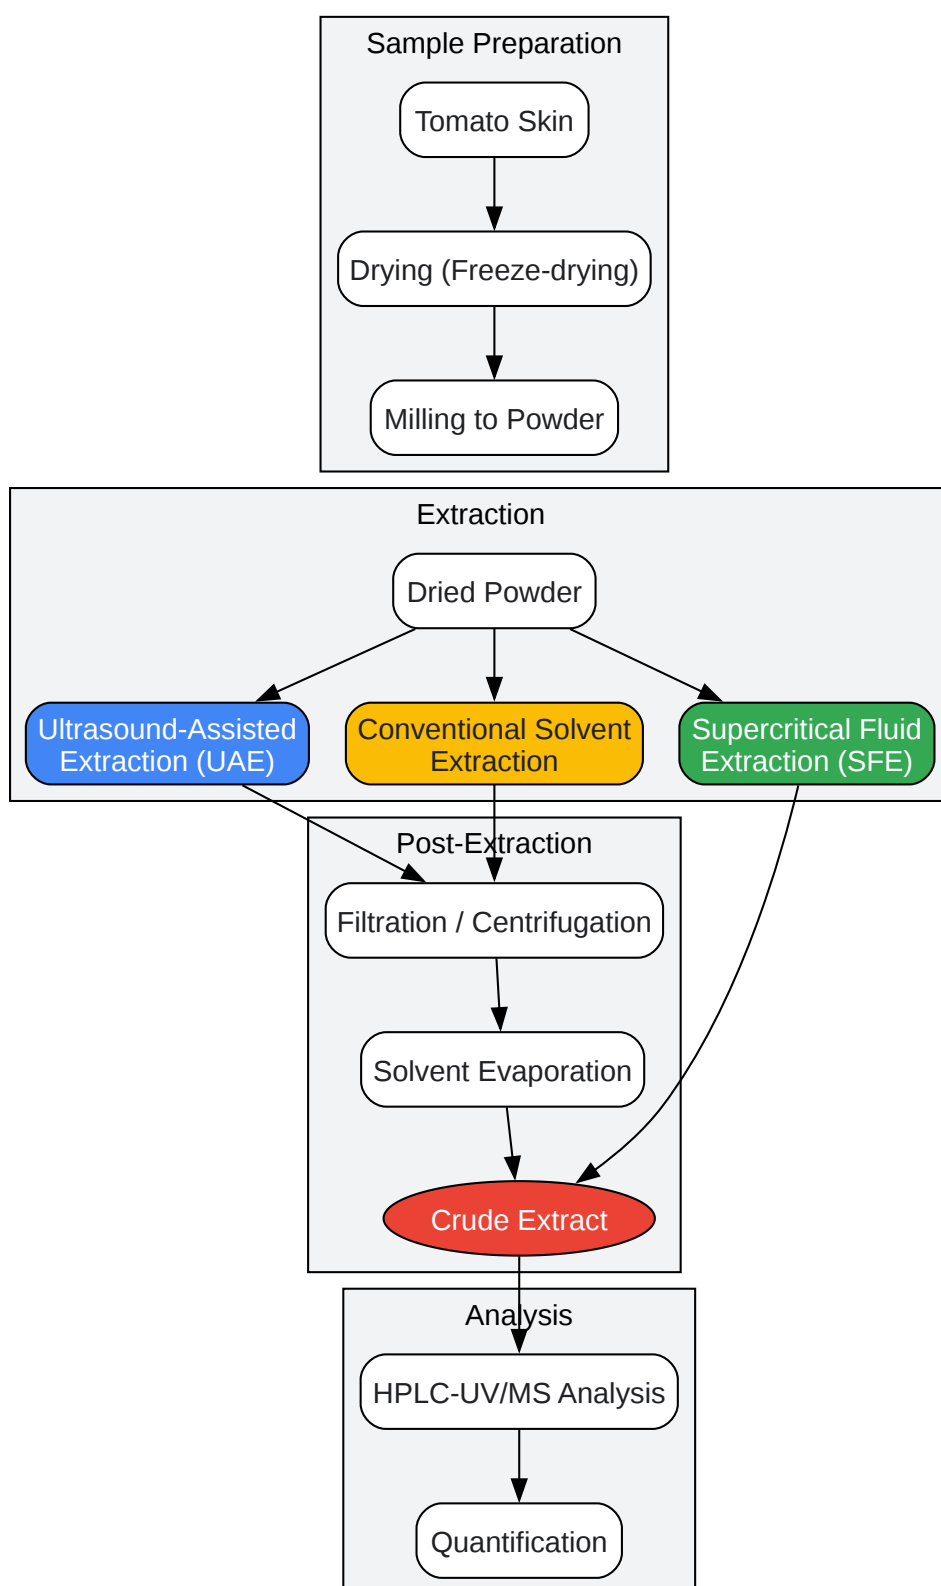 Sample Preparation
Tomato Skin
Drying (Freeze-drying)
Milling to Powder
Extraction
Dried Powder
Ultrasound-Assisted
Extraction (UAE)
Conventional Solvent
Extraction
Supercritical Fluid
Extraction (SFE)
Post-Extraction
Filtration / Centrifugation
Solvent Evaporation
Crude Extract
Analysis
HPLC-UV/MS Analysis
Quantification